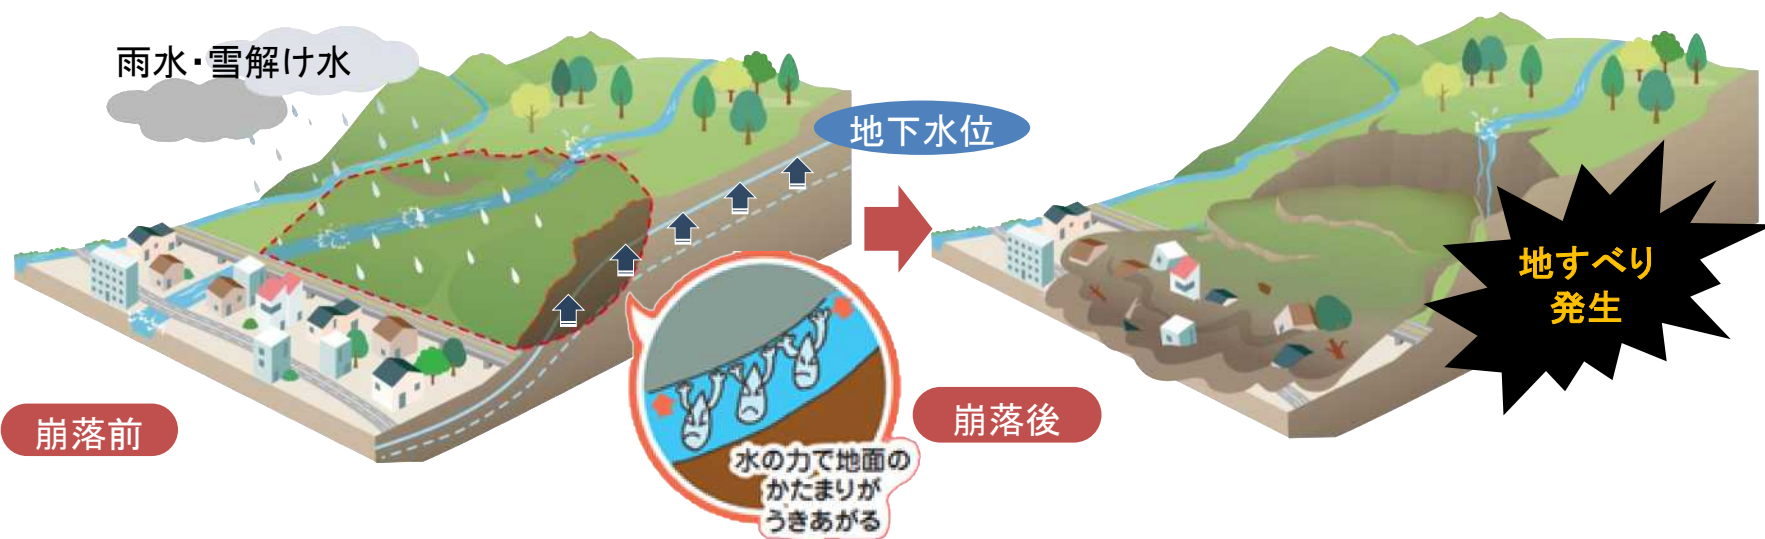 雨水・雪解け水
地下水位
崩落前
水の力で地面の
かたまりが
うきあがる
崩落後
地すべり
発生